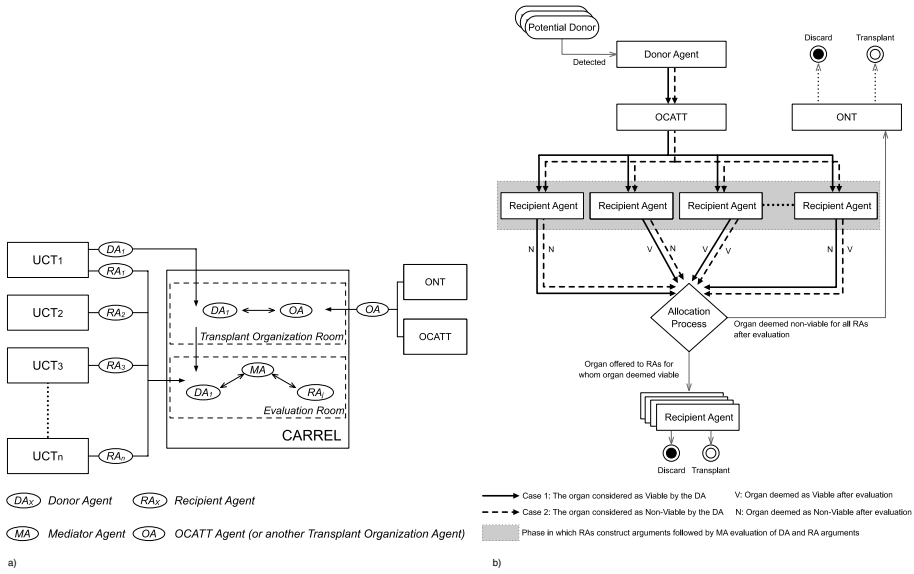 UCT1
DA1
RA1
UCT2
RA2
UCT3
RA3
UCTn
RAn
DA1
OA
Transplant Organization Room
MA
DA1
RAj
Evaluation Room
CARREL
OA
ONT
OCATT
DAX Donor Agent
RAX Recipient Agent
MA Mediator Agent
OA OCATT Agent (or another Transplant Organization Agent)
a)
Potential Donor
Detected
Donor Agent
OCATT
Discard
Transplant
ONT
Recipient Agent
Recipient Agent
Recipient Agent
Recipient Agent
N
N
V
N
V
V
N
V
Allocation
Process
Organ deemed non-viable for all RAs
after evaluation
Organ offered to RAs for
whom organ deemed viable
Recipient Agent
Discard
Transplant
Case 1: The organ considered as Viable by the DA
V: Organ deemed as Viable after evaluation
Case 2: The organ considered as Non-Viable by the DA
N: Organ deemed as Non-Viable after evaluation
Phase in which RAs construct arguments followed by MA evaluation of DA and RA arguments
b)